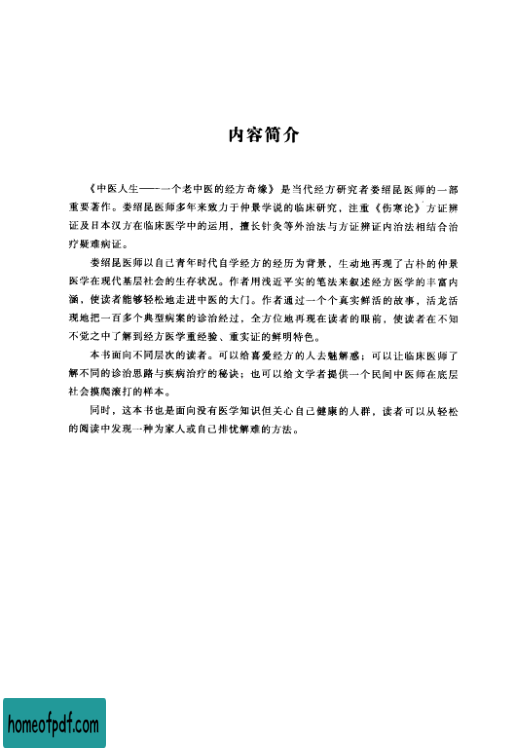 内容简介
《中医人生——一个老中医的经方奇缘》是当代经方研究者娄绍昆医师的一部
重要著作。娄绍昆医师多年来致力于仲景学说的临床研究，注重《伤寒论》方证辨
证及日本汉方在临床医学中的运用，擅长针灸等外治法与方证辨证内治法相结合治
疗疑难病证。
娄绍昆医师以自己青年时代自学经方的经历为背景，生动地再现了古朴的仲景
医学在现代基层社会的生存状况。作者用浅近平实的笔法来叙述经方医学的丰富内
涵，使读者能够轻松地走进中医的大门。作者通过一个个真实鲜活的故事，活龙活
现地把一百多个典型病案的诊治经过，全方位地再现在读者的眼前，使读者在不知
不觉之中了解到经方医学重经验、重实证的鲜明特色。
本书面向不同层次的读者。可以给喜爱经方的人去魅解惑；可以让临床医师了
解不同的诊治思路与疾病治疗的秘诀；也可以给文学者提供一个民间中医师在底层
社会摸爬滚打的样本。
同时，这本书也是面向没有医学知识但关心自己健康的人群，读者可以从轻松
的阅读中发现一种为家人或自己排忧解难的方法。
homeofpdf.com